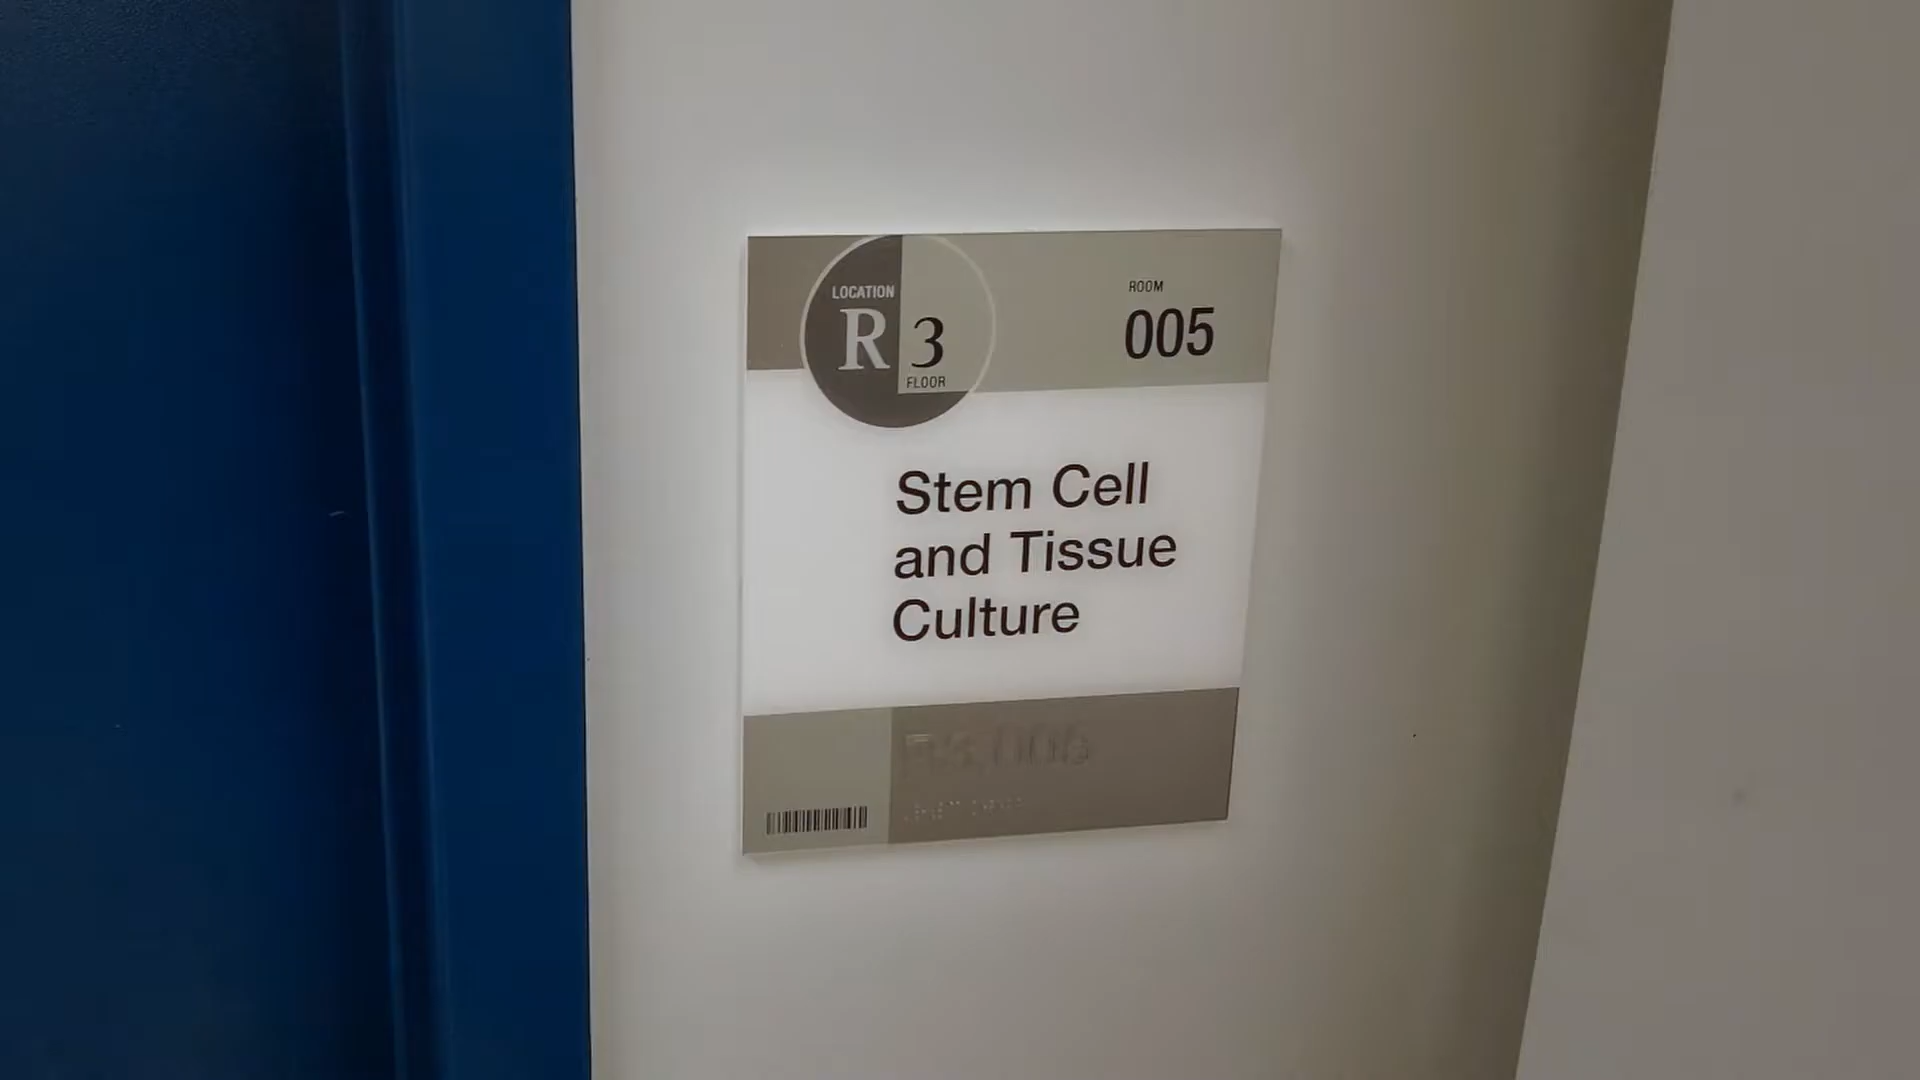 LOCATION
R 3
FLOOR
ROOM
005
Stem Cell
and Tissue
Culture